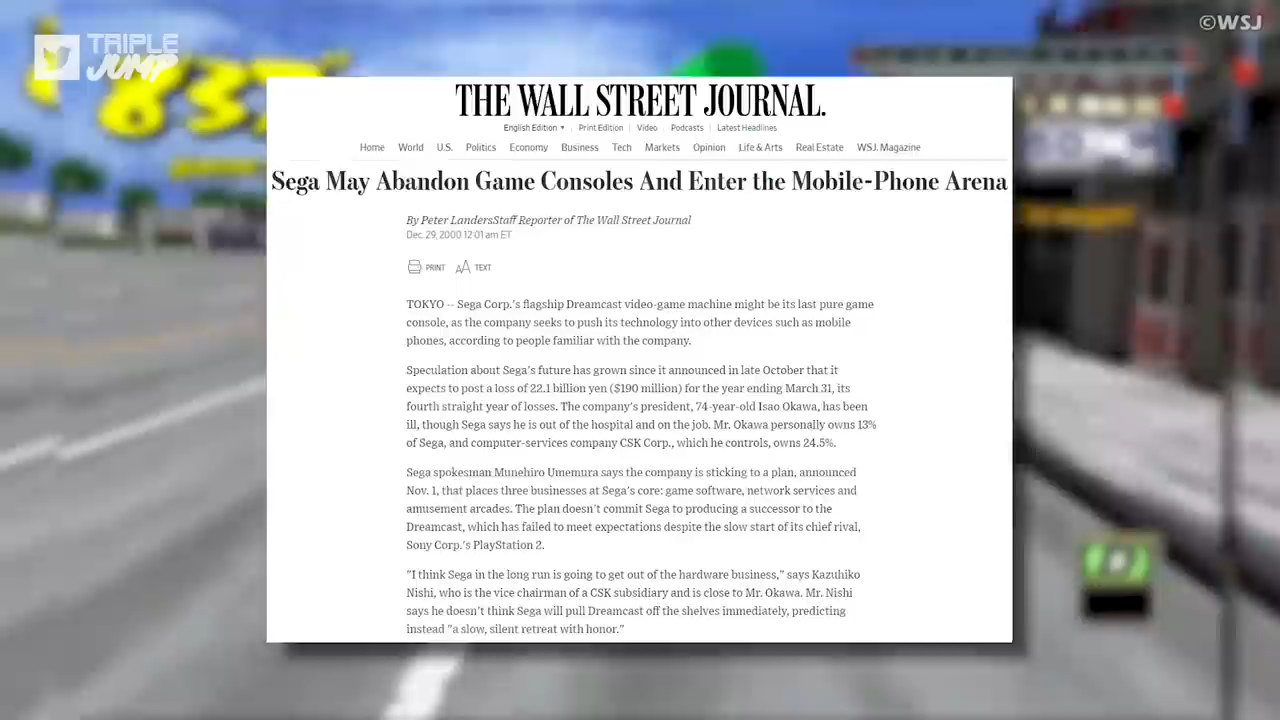 ©WSJ
TRIPLE
JUMP
837
THE WALL STREET JOURNAL.
English Edition ▾ | Print Edition | Video | Podcasts | Latest Headlines
Home World U.S. Politics Economy Business Tech Markets Opinion Life & Arts Real Estate WSJ. Magazine
Sega May Abandon Game Consoles And Enter the Mobile-Phone Arena
By Peter LandersStaff Reporter of The Wall Street Journal
Dec. 29, 2000 12:01 am ET
PRINT AA TEXT
TOKYO -- Sega Corp.'s flagship Dreamcast video-game machine might be its last pure game
console, as the company seeks to push its technology into other devices such as mobile
phones, according to people familiar with the company.
Speculation about Sega's future has grown since it announced in late October that it
expects to post a loss of 22.1 billion yen ($190 million) for the year ending March 31, its
fourth straight year of losses. The company's president, 74-year-old Isao Okawa, has been
ill, though Sega says he is out of the hospital and on the job. Mr. Okawa personally owns 13%
of Sega, and computer-services company CSK Corp., which he controls, owns 24.5%.
Sega spokesman Munehiro Umemura says the company is sticking to a plan, announced
Nov. 1, that places three businesses at Sega's core: game software, network services and
amusement arcades. The plan doesn't commit Sega to producing a successor to the
Dreamcast, which has failed to meet expectations despite the slow start of its chief rival,
Sony Corp.'s PlayStation 2.
"I think Sega in the long run is going to get out of the hardware business," says Kazuhiko
Nishi, who is the vice chairman of a CSK subsidiary and is close to Mr. Okawa. Mr. Nishi
says he doesn't think Sega will pull Dreamcast off the shelves immediately, predicting
instead "a slow, silent retreat with honor."